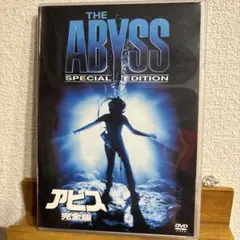 THE
ABYSS
SPECIAL EDITION
アビス
完全版
DVD